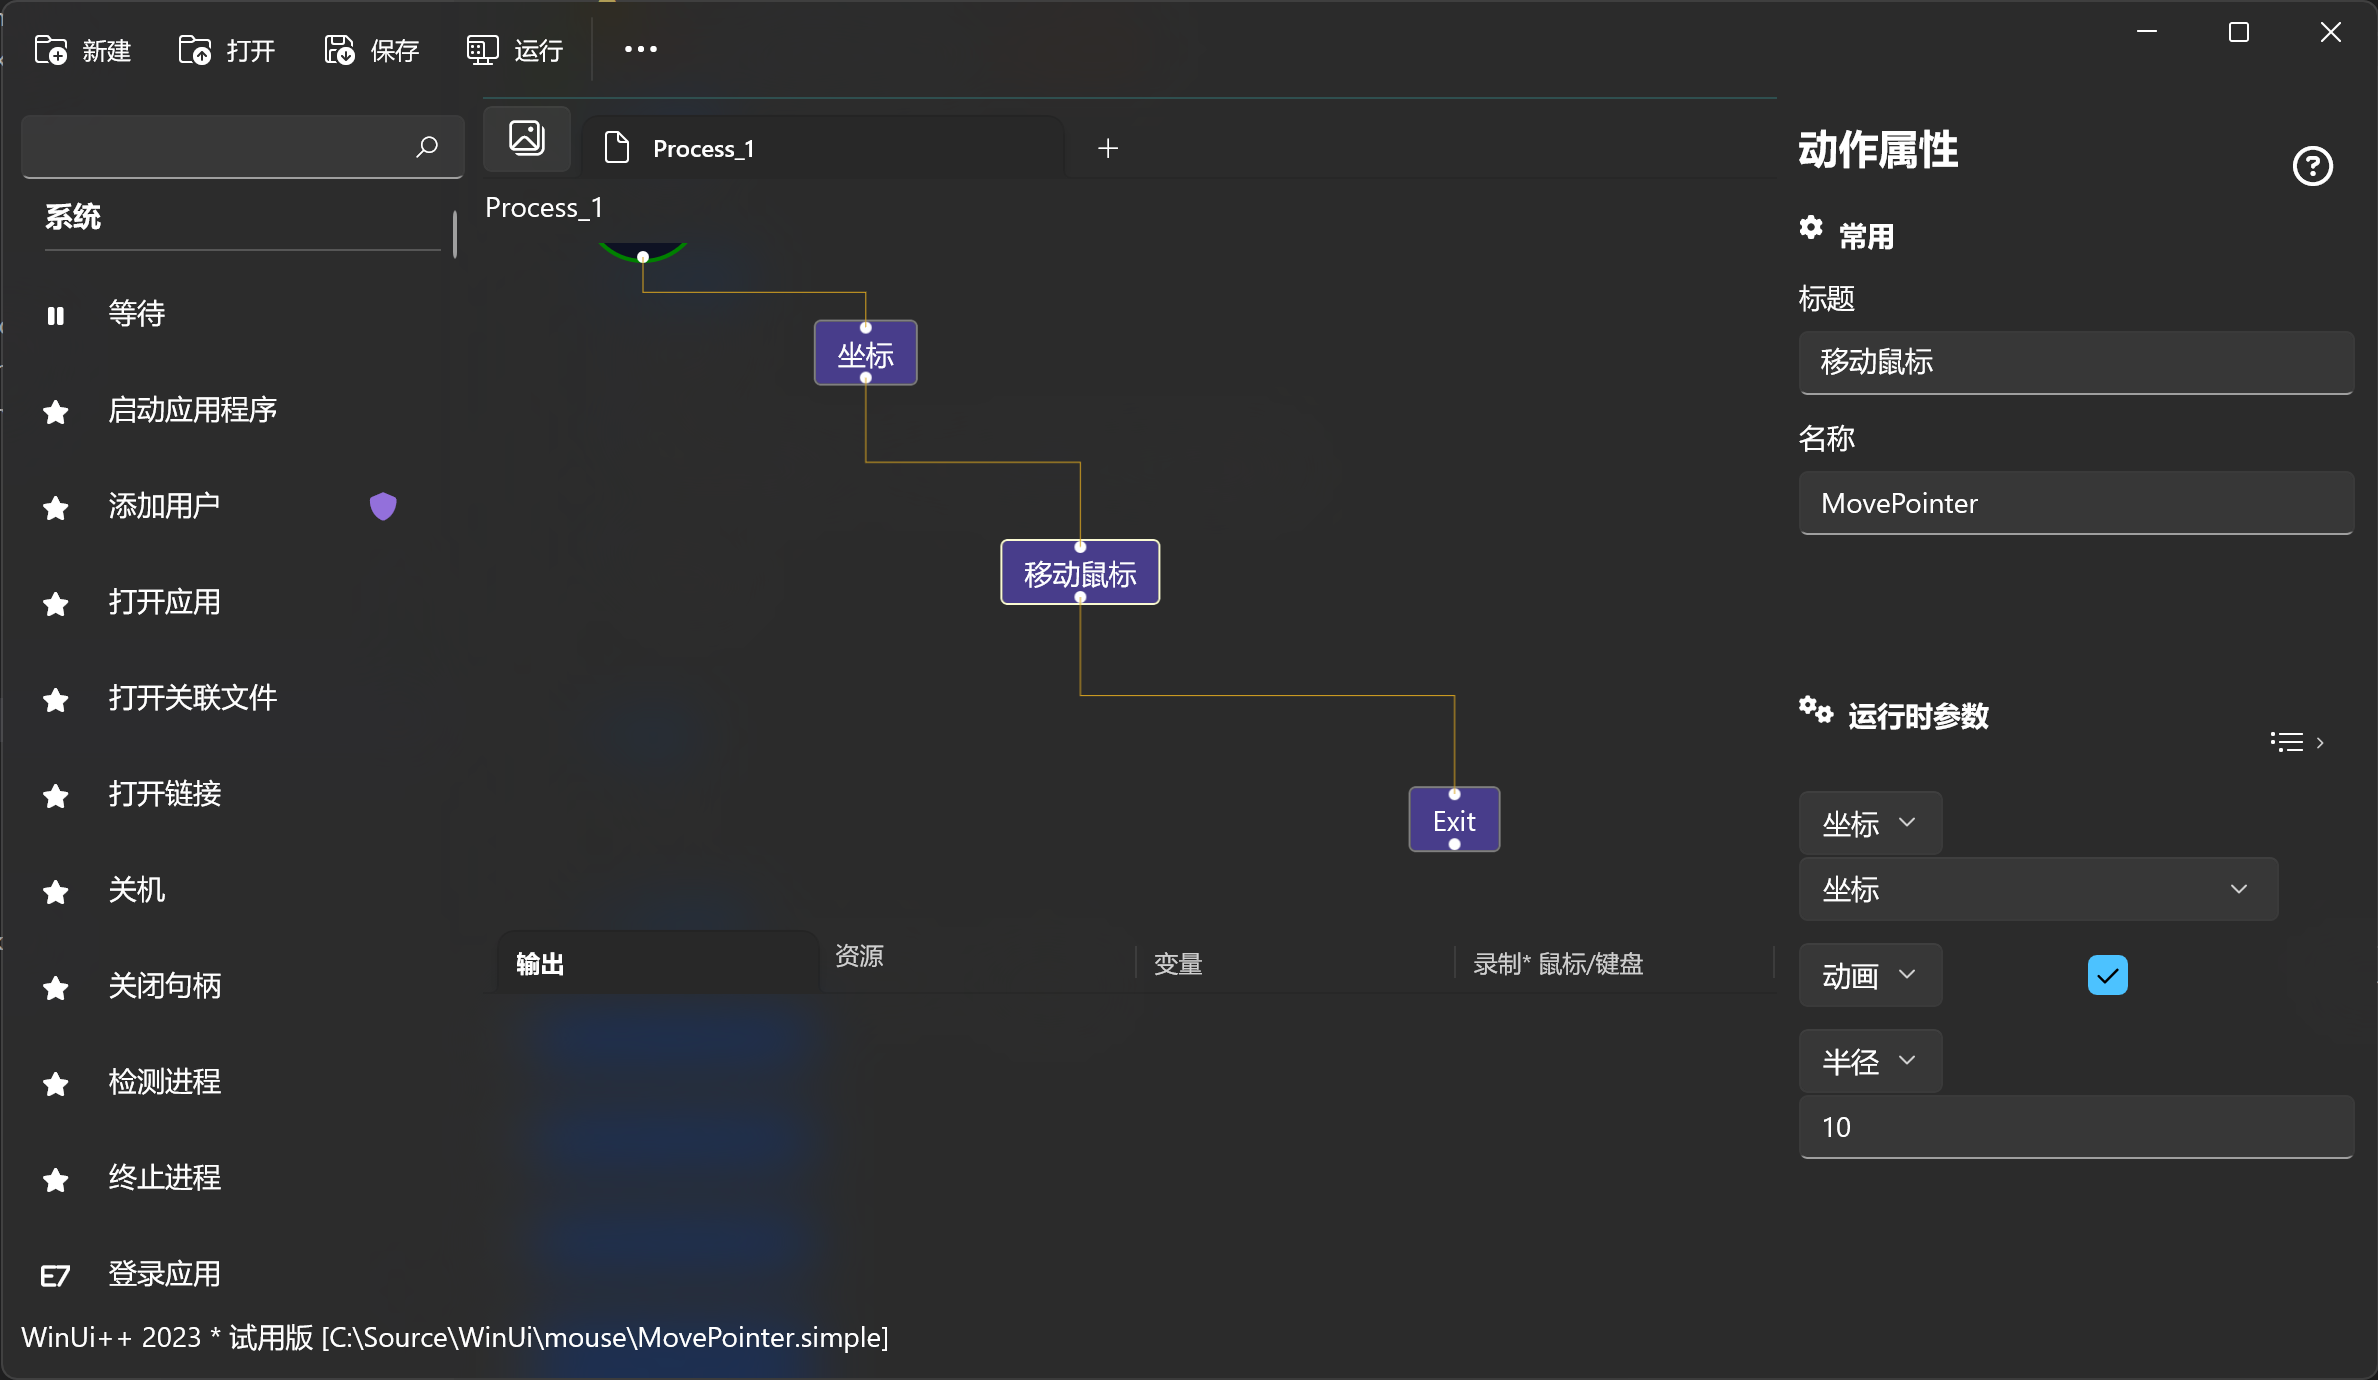 新建
打开
保存
运行
Process_1
Process_1
系统
等待
启动应用程序
添加用户
打开应用
打开关联文件
打开链接
关机
关闭句柄
检测进程
终止进程
E7 登录应用
坐标
移动鼠标
Exit
输出
资源
变量
录制* 鼠标/键盘
动作属性
常用
标题
移动鼠标
名称
MovePointer
运行时参数
坐标
坐标
动画
半径
10
WinUi++ 2023 * 试用版 [C:\Source\WinUi\mouse\MovePointer.simple]